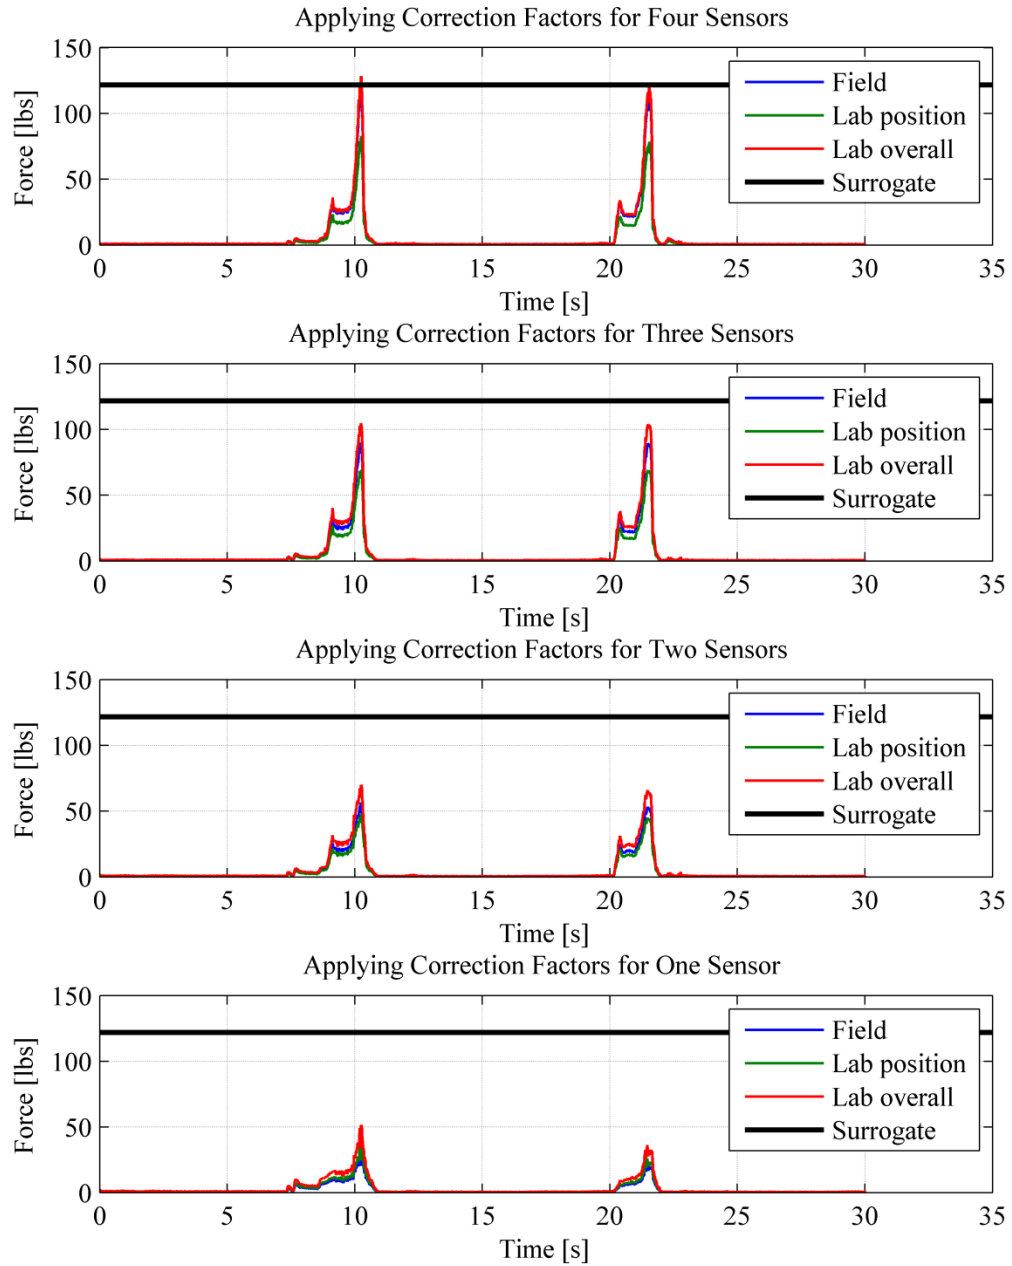 Applying Correction Factors for Four Sensors
150
100
50
0
Force [lbs]
Field
Lab position
Lab overall
Surrogate
0 5 10 15 20 25 30 35
Time [s]
Applying Correction Factors for Three Sensors
150
100
50
0
Force [lbs]
Field
Lab position
Lab overall
Surrogate
0 5 10 15 20 25 30 35
Time [s]
Applying Correction Factors for Two Sensors
150
100
50
0
Force [lbs]
Field
Lab position
Lab overall
Surrogate
0 5 10 15 20 25 30 35
Time [s]
Applying Correction Factors for One Sensor
150
100
50
0
Force [lbs]
Field
Lab position
Lab overall
Surrogate
0 5 10 15 20 25 30 35
Time [s]